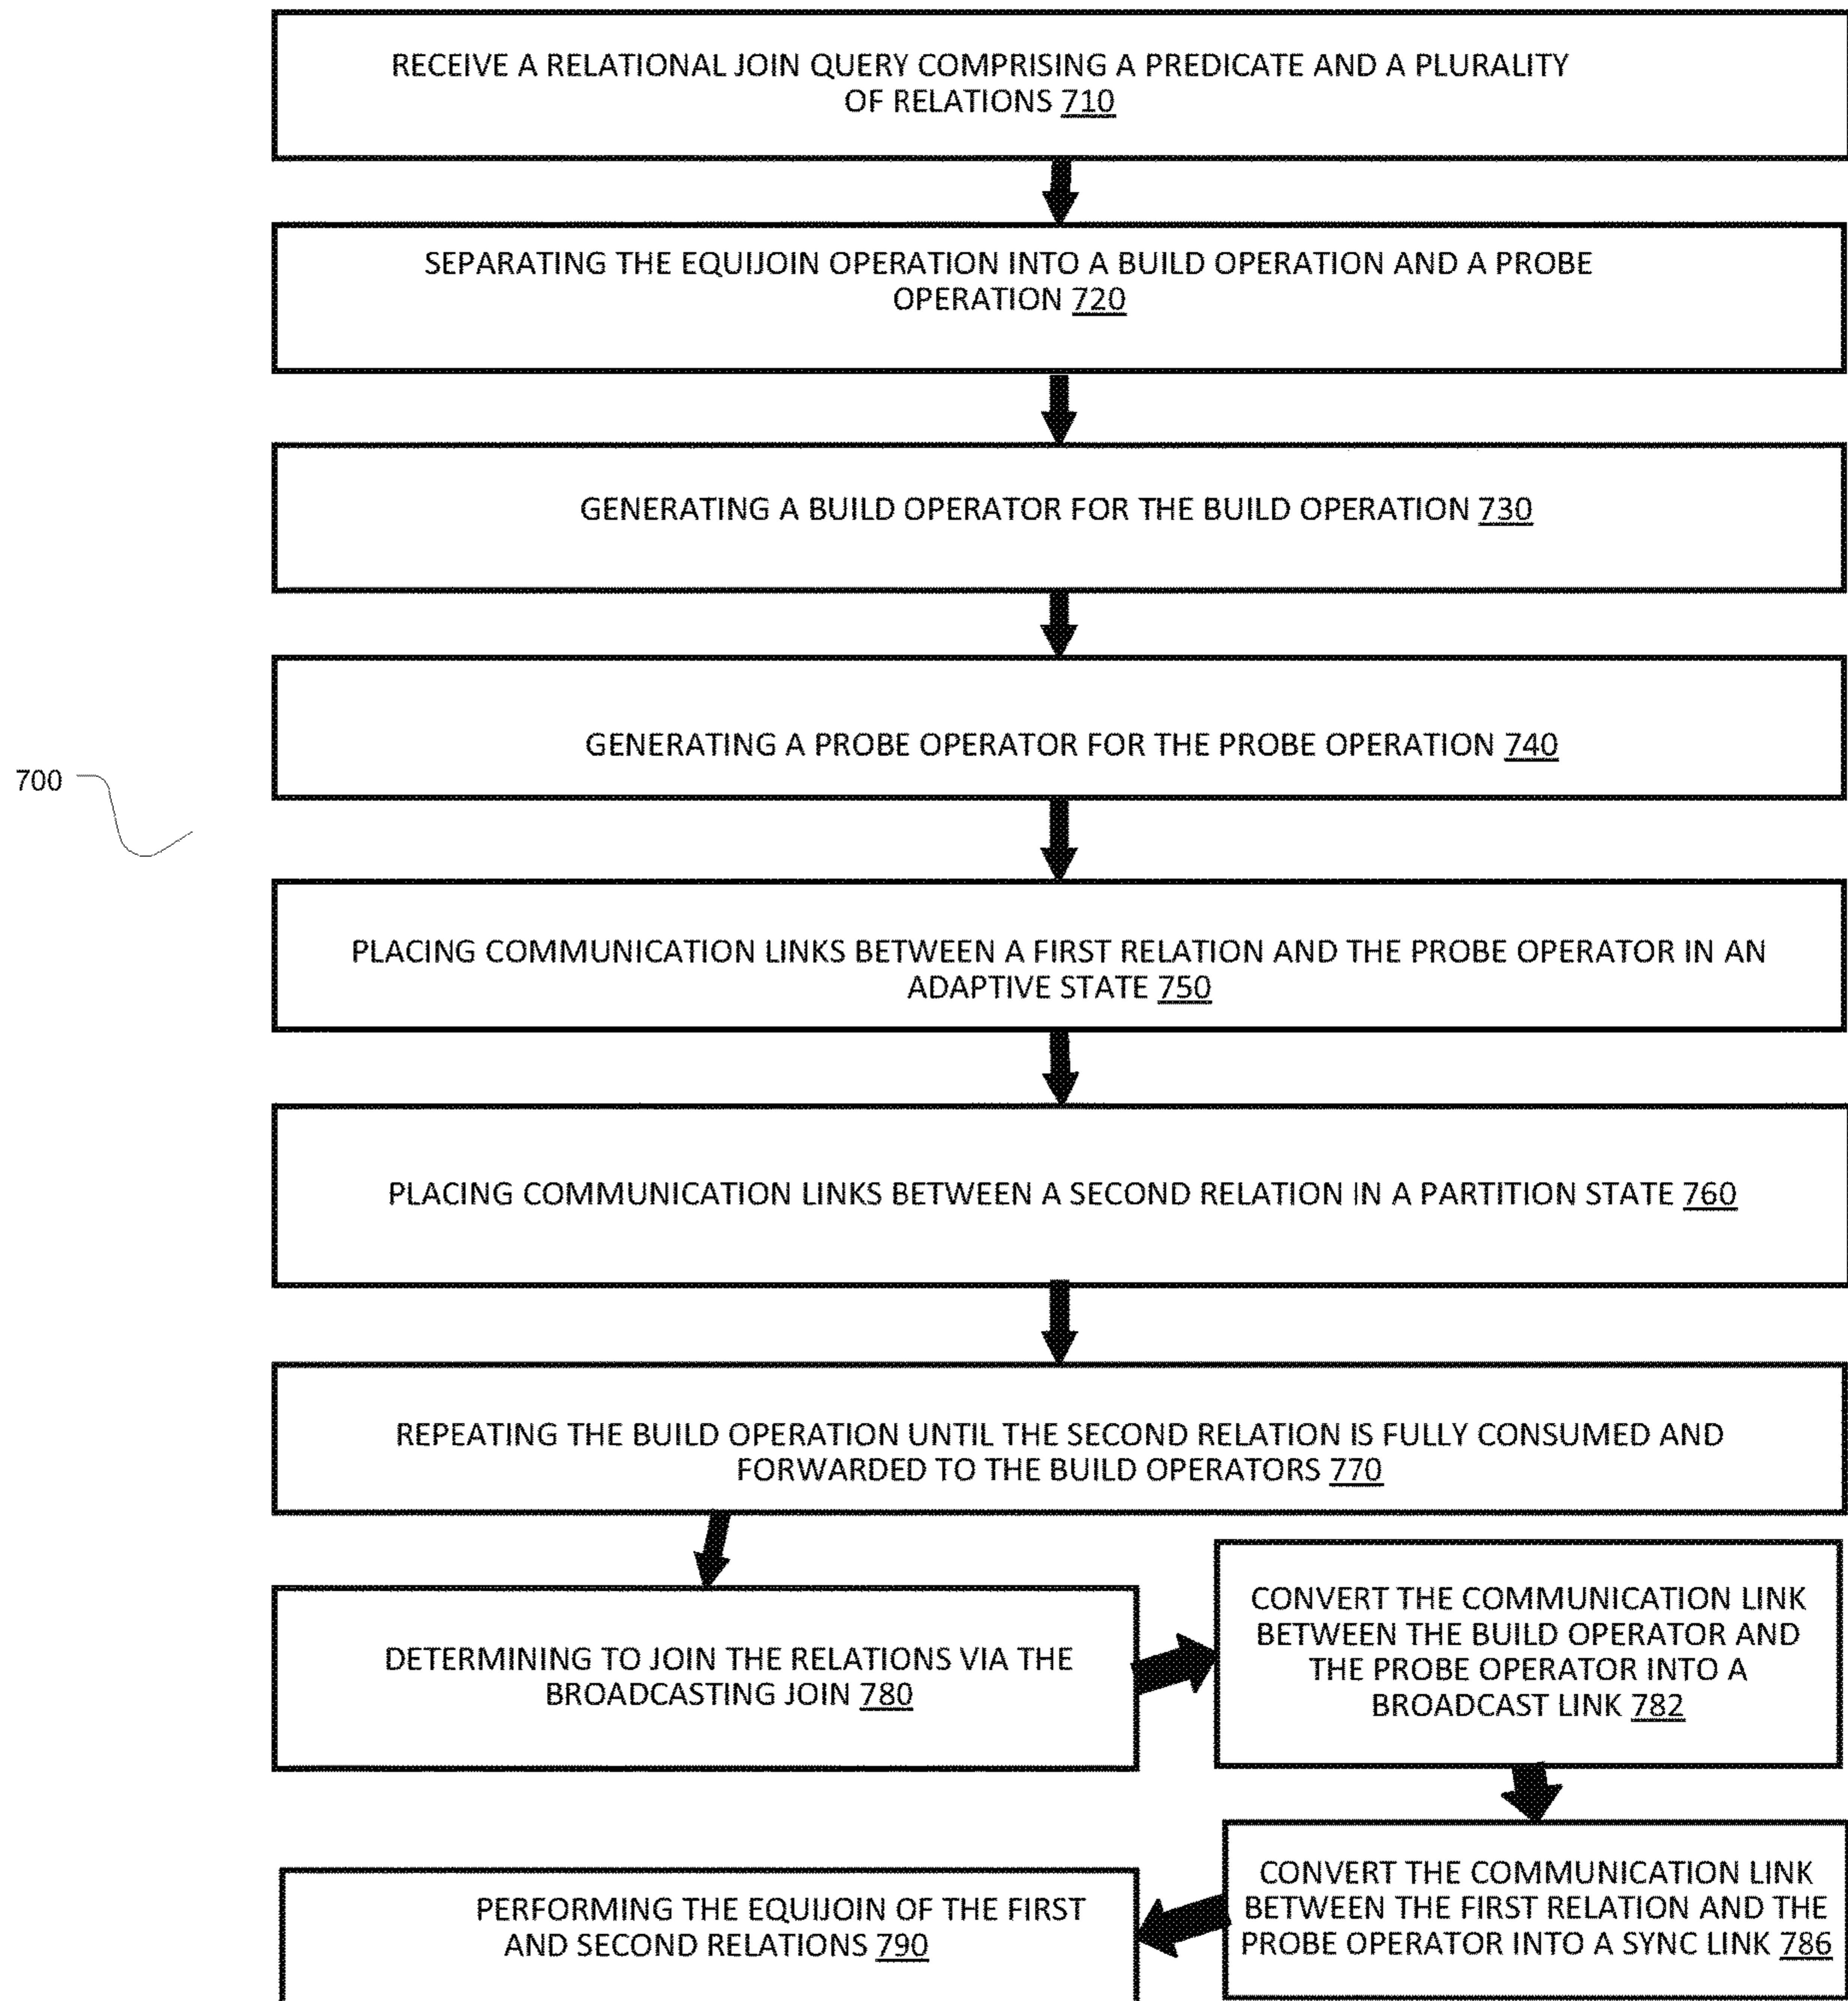 RECEIVE A RELATIONAL JOIN QUERY COMPRISING A PREDICATE AND A PLURALITY
OF RELATIONS 710
SEPARATING THE EQUIJOIN OPERATION INTO A BUILD OPERATION AND A PROBE
OPERATION 720
GENERATING A BUILD OPERATOR FOR THE BUILD OPERATION 730
GENERATING A PROBE OPERATOR FOR THE PROBE OPERATION 740
700
PLACING COMMUNICATION LINKS BETWEEN A FIRST RELATION AND THE PROBE OPERATOR IN AN
ADAPTIVE STATE 750
PLACING COMMUNICATION LINKS BETWEEN A SECOND RELATION IN A PARTITION STATE 760
REPEATING THE BUILD OPERATION UNTIL THE SECOND RELATION IS FULLY CONSUMED AND
FORWARDED TO THE BUILD OPERATORS 770
DETERMINING TO JOIN THE RELATIONS VIA THE
BROADCASTING JOIN 780
CONVERT THE COMMUNICATION LINK
BETWEEN THE BUILD OPERATOR AND
THE PROBE OPERATOR INTO A
BROADCAST LINK 782
CONVERT THE COMMUNICATION LINK
BETWEEN THE FIRST RELATION AND THE
PROBE OPERATOR INTO A SYNC LINK 786
PERFORMING THE EQUIJOIN OF THE FIRST
AND SECOND RELATIONS 790